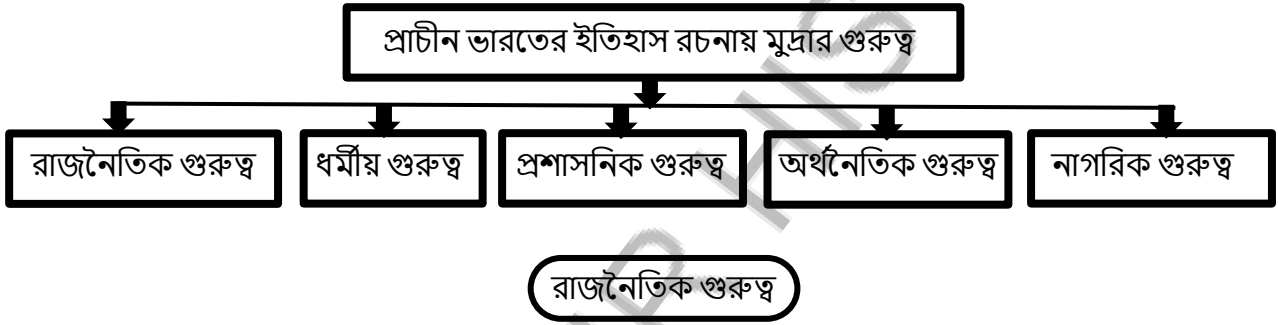 প্রাচীন ভারতের ইতিহাস রচনায় মুদ্রার গুরুত্ব
রাজনৈতিক গুরুত্ব ধর্মীয় গুরুত্ব প্রশাসনিক গুরুত্ব অর্থনৈতিক গুরুত্ব নাগরিক গুরুত্ব
রাজনৈতিক গুরুত্ব